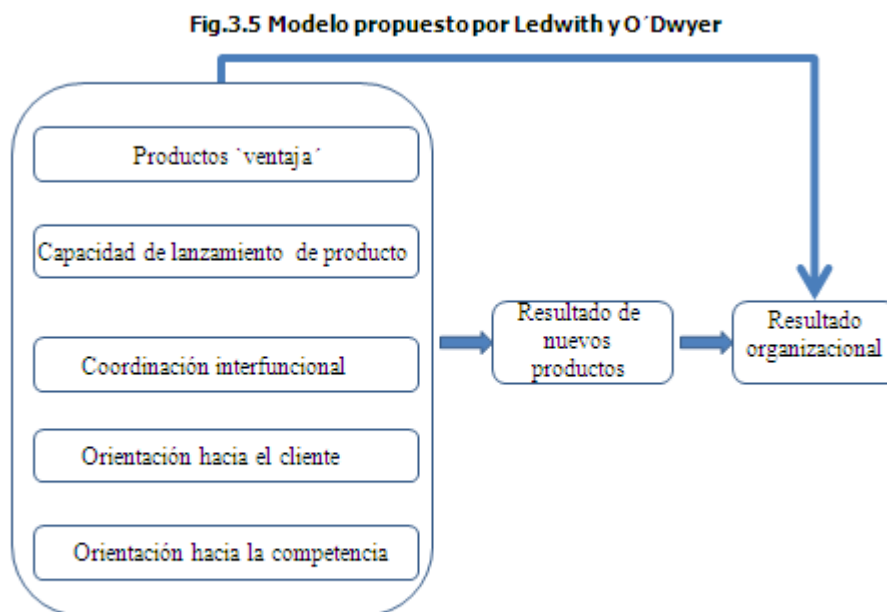 Fig.3.5 Modelo propuesto por Ledwith y O´Dwyer
Productos ´ventaja´
Capacidad de lanzamiento de producto
Coordinación interfuncional
Orientación hacia el cliente
Orientación hacia la competencia
Resultado de
nuevos
productos
Resultado
organizacional